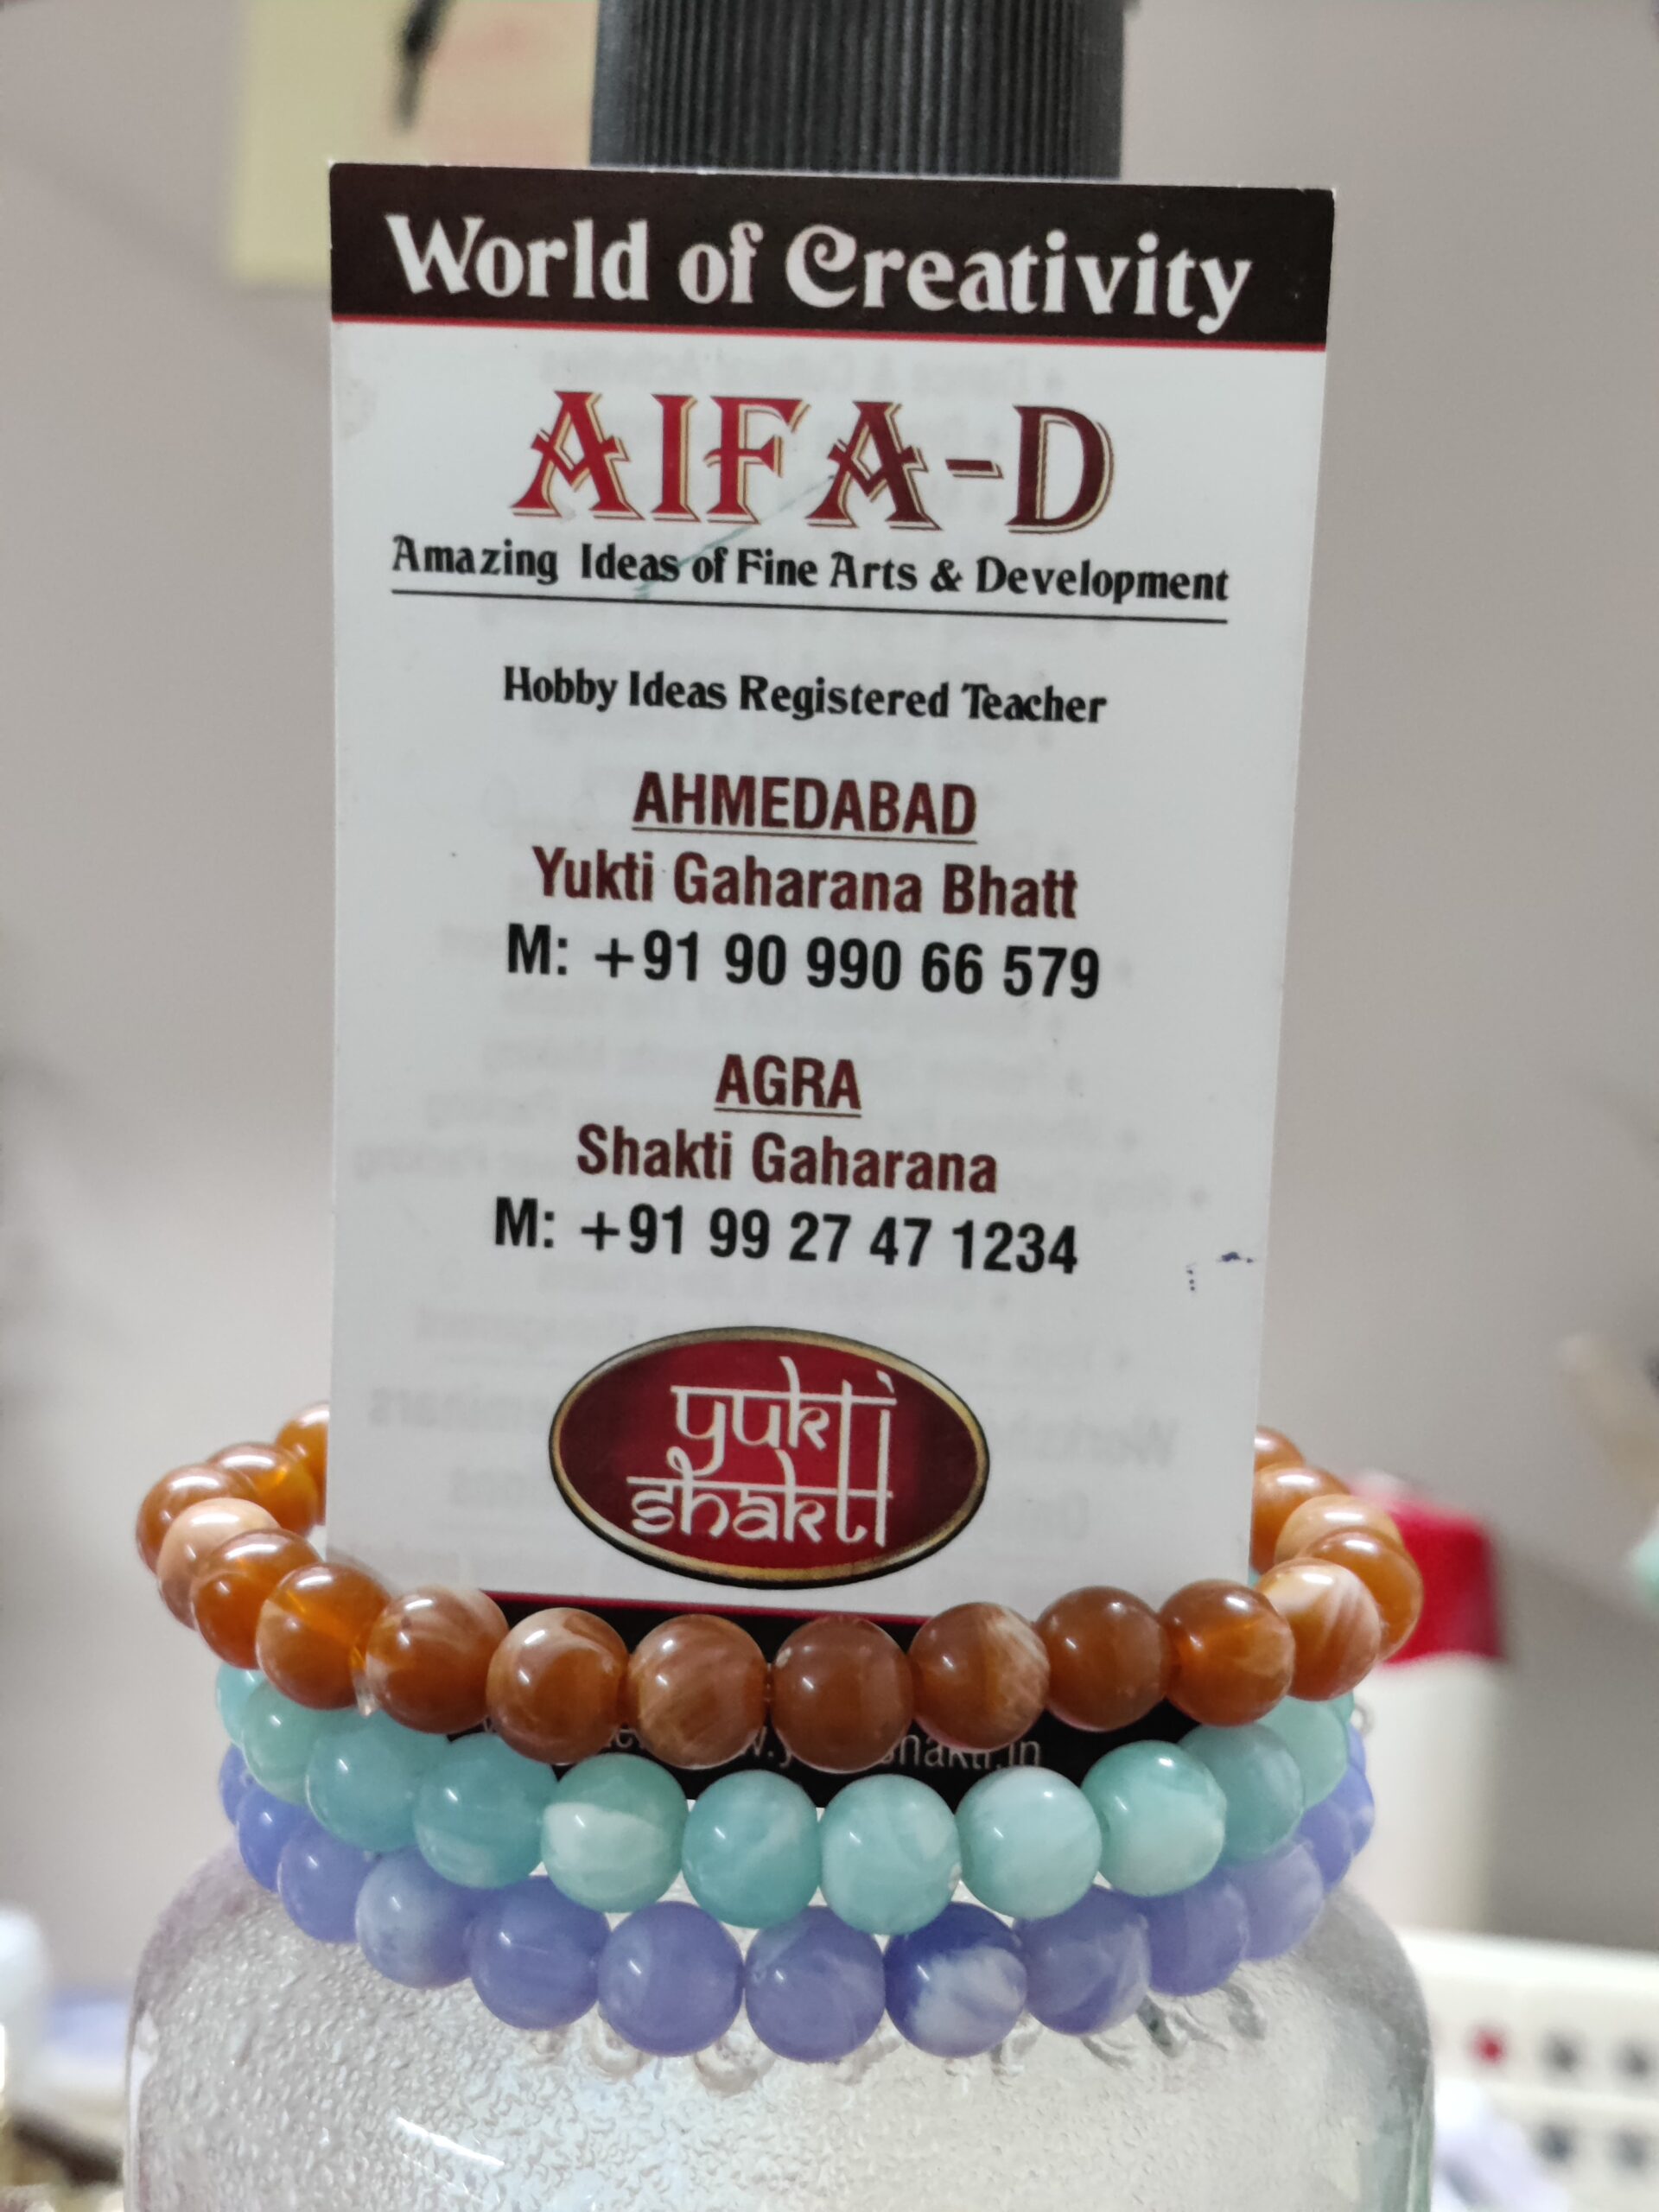 World of Creativity
AIFA-D
Amazing Ideas of Fine Arts & Development
Hobby Ideas Registered Teacher
AHMEDABAD
Yukti Gaharana Bhatt
M: +91 90 990 66 579
AGRA
Shakti Gaharana
M: +91 99 27 47 1234
yukti
shakti